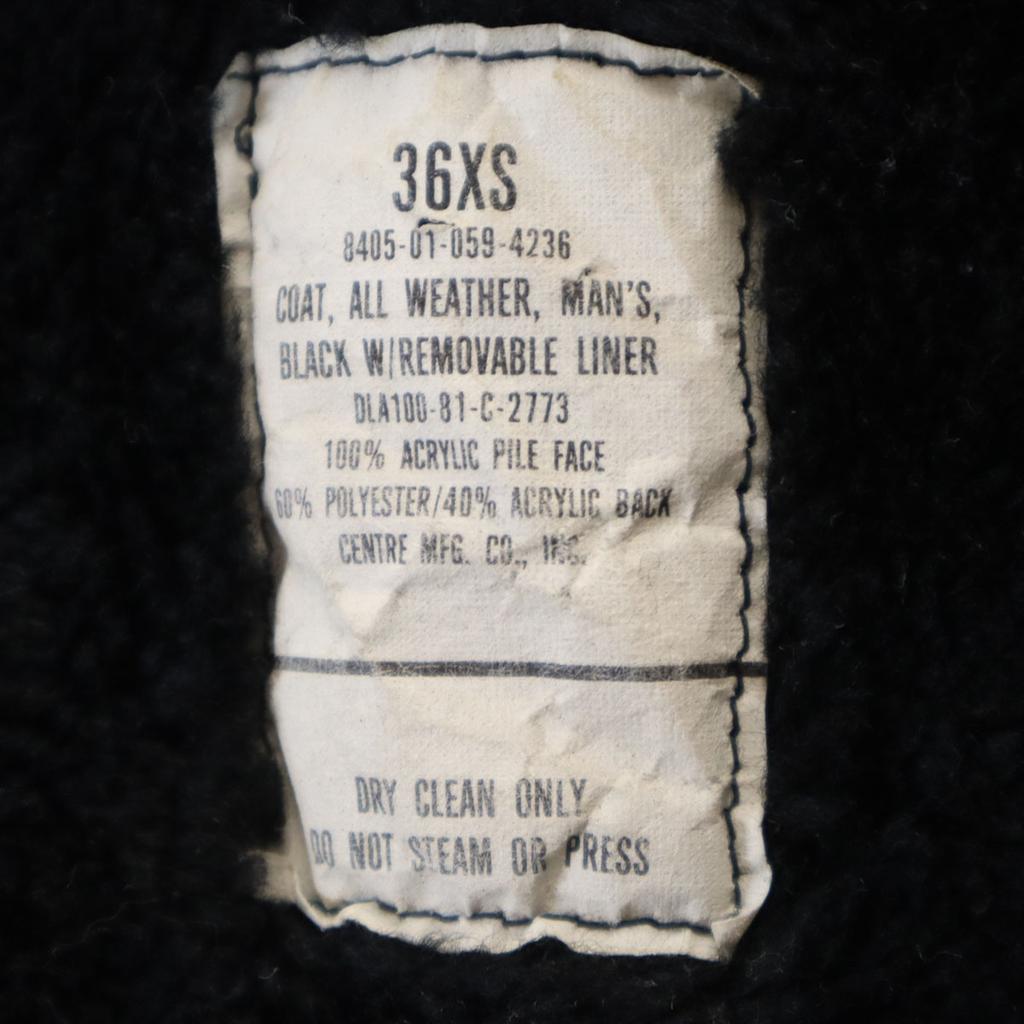 36XS
8405-01-059-4236
COAT, ALL WEATHER, MAN'S,
BLACK W/REMOVABLE LINER
DLA100-81-C-2773
100% ACRYLIC PILE FACE
60% POLYESTER/40% ACRYLIC BACK
CENTRE MFG. CO., INC.
DRY CLEAN ONLY
DO NOT STEAM OR PRESS